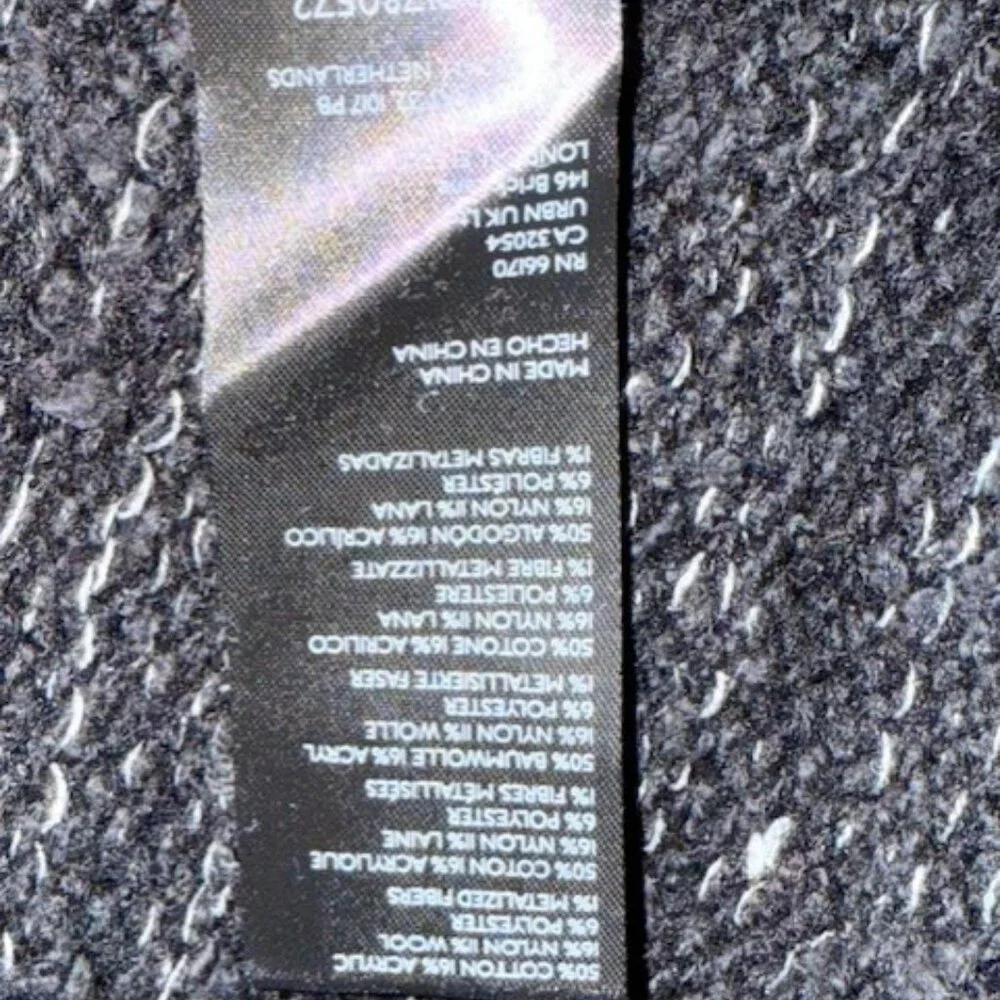 50% COTTON 16% ACRYLIC
16% NYLON 11% WOOL
6% POLYESTER
1% METALIZED FIBERS
50% COTON 16% ACRYLIQUE
16% NYLON 11% LAINE
6% POLYESTER
1% FIBRES MÉTALLISÉES
50% BAUMWOLLE 16% ACRYL
16% NYLON 11% WOLLE
6% POLYESTER
1% METALLISIERTE FASER
50% COTONE 16% ACRILICO
16% NYLON 11% LANA
6% POLIESTERE
1% FIBRE METALLIZZATE
50% ALGODÓN 16% ACRÍLICO
16% NYLON 11% LANA
6% POLIESTER
1% FIBRAS METALIZADAS
MADE IN CHINA
HECHO EN CHINA
RN 66170
CA 32054
URBN UK
146
NETHERLANDS